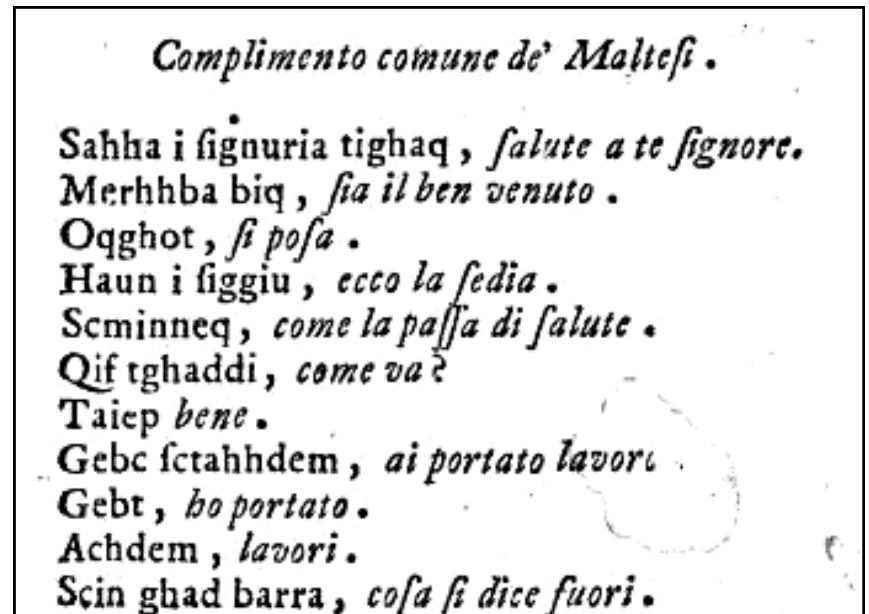 Complimento comune de' Malteſi .
Sahha i ſignuria tighaq , ſalute a te ſignore.
Merhhba biq , ſia il ben venuto .
Oqghot , ſi poſa .
Haun i ſiggiu , ecco la ſedia .
Scminneq , come la paſſa di ſalute .
Qif tghaddi , come va ?
Taiep bene .
Gebc ſctahhdem , ai portato
Gebt , ho portato .
Achdem , lavori .
Sçin ghad barra , coſa ſi dice fuori .